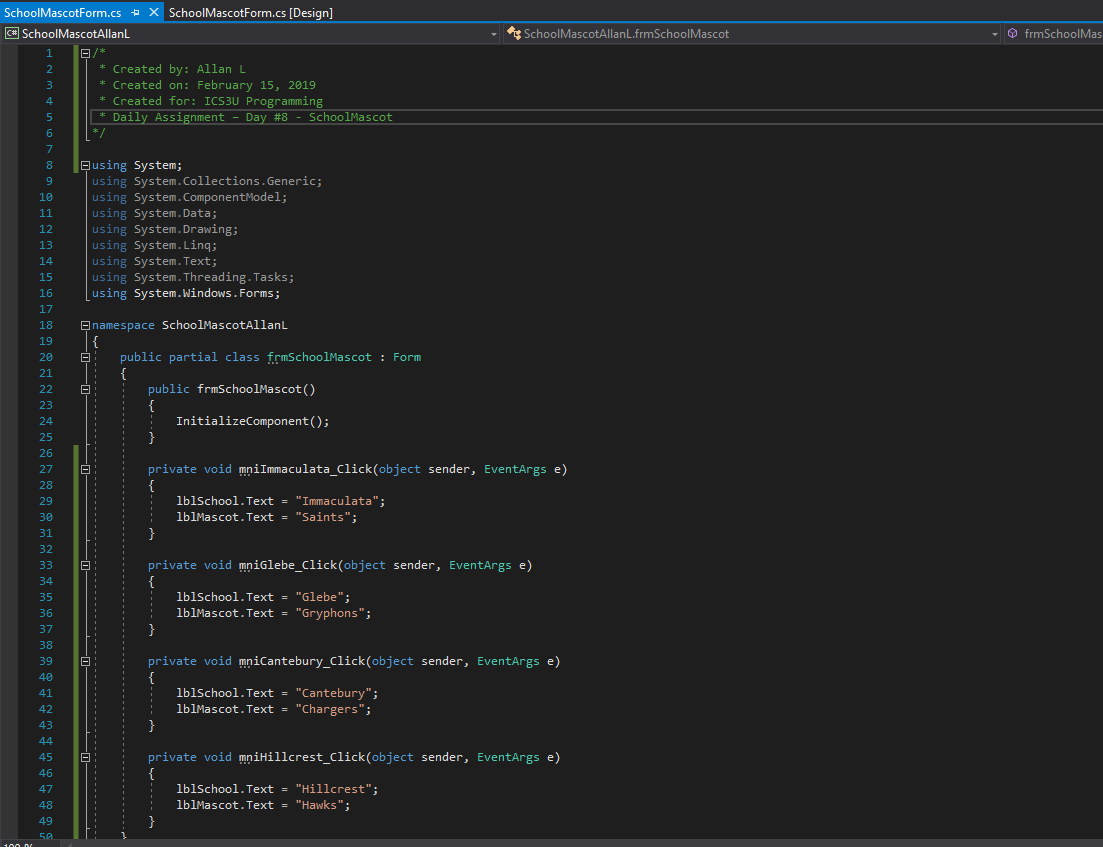 SchoolMascotForm.cs SchoolMascotForm.cs [Design]
C# SchoolMascotAllanL SchoolMascotAllanL.frmSchoolMascot frmSchoolMas
1 /*
2 * Created by: Allan L
3 * Created on: February 15, 2019
4 * Created for: ICS3U Programming
5 * Daily Assignment – Day #8 - SchoolMascot
6 */
7
8 using System;
9 using System.Collections.Generic;
10 using System.ComponentModel;
11 using System.Data;
12 using System.Drawing;
13 using System.Linq;
14 using System.Text;
15 using System.Threading.Tasks;
16 using System.Windows.Forms;
17
18 namespace SchoolMascotAllanL
19 {
20 public partial class frmSchoolMascot : Form
21 {
22 public frmSchoolMascot()
23 {
24 InitializeComponent();
25 }
26
27 private void mniImmaculata_Click(object sender, EventArgs e)
28 {
29 lblSchool.Text = "Immaculata";
30 lblMascot.Text = "Saints";
31 }
32
33 private void mniGlebe_Click(object sender, EventArgs e)
34 {
35 lblSchool.Text = "Glebe";
36 lblMascot.Text = "Gryphons";
37 }
38
39 private void mniCantebury_Click(object sender, EventArgs e)
40 {
41 lblSchool.Text = "Cantebury";
42 lblMascot.Text = "Chargers";
43 }
44
45 private void mniHillcrest_Click(object sender, EventArgs e)
46 {
47 lblSchool.Text = "Hillcrest";
48 lblMascot.Text = "Hawks";
49 }
50 }
100 %